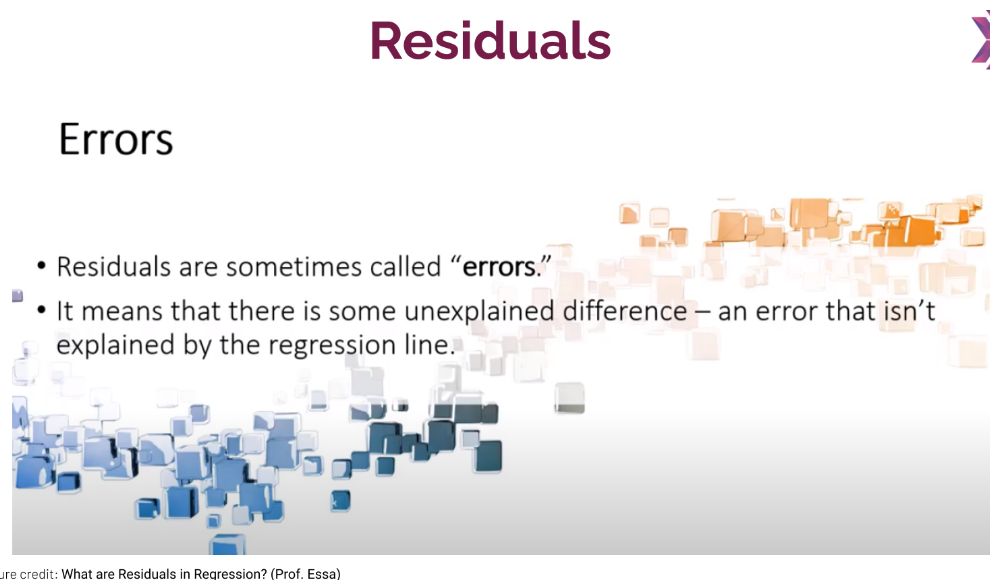 Residuals
Errors
• Residuals are sometimes called “errors.”
• It means that there is some unexplained difference – an error that isn’t
explained by the regression line.
ure credit: What are Residuals in Regression? (Prof. Essa)